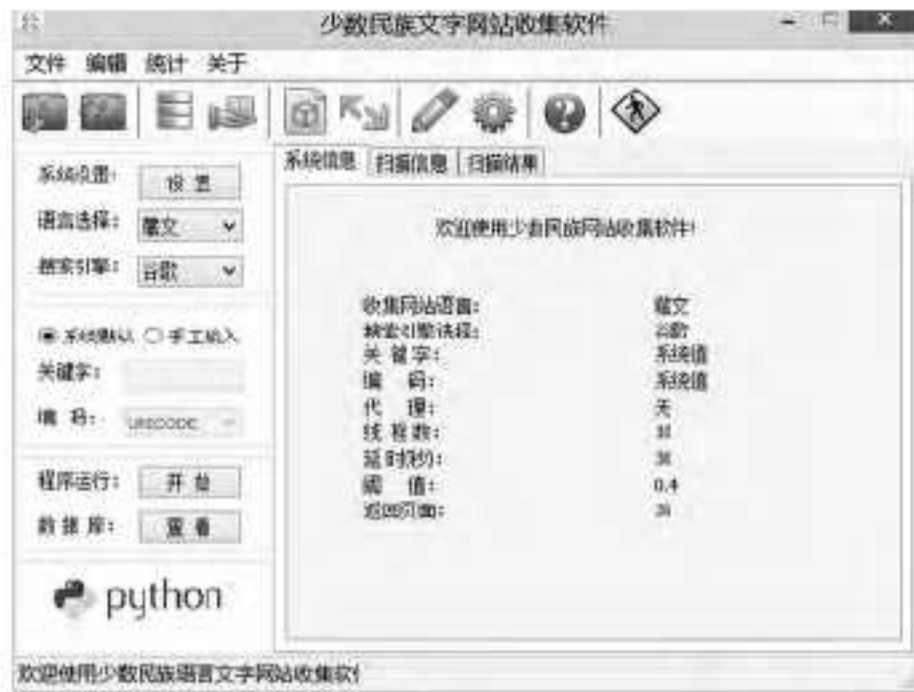 少数民族文字网站收集软件
文件 编辑 统计 关于
系统设置： 设 置
语言选择： 藏文
搜索引擎： 谷歌
系统默认 手工输入
关键字：
编 码： UNICODE
程序运行： 开 始
数 据 库： 查 看
python
系统信息 扫描信息 扫描结果
欢迎使用少数民族网站收集软件!
收集网站语言： 藏文
搜索引擎选择： 谷歌
关 键 字： 系统值
编 码： 系统值
代 理： 无
线 程 数：
延 时(秒)：
阈 值： 0.4
返回页面：
欢迎使用少数民族语言文字网站收集软件